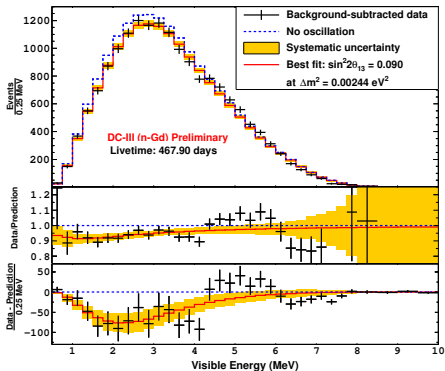 Events
0.25 MeV
1200
1000
800
600
400
200
Background-subtracted data
No oscillation
Systematic uncertainty
Best fit: sin²2θ₁₃ = 0.090
at Δm² = 0.00244 eV²
DC-III (n-Gd) Preliminary
Livetime: 467.90 days
Data/Prediction
1.2
1.1
1.0
0.9
0.8
Data - Prediction
0.25 MeV
50
0
-50
-100
1 2 3 4 5 6 7 8 9 10
Visible Energy (MeV)